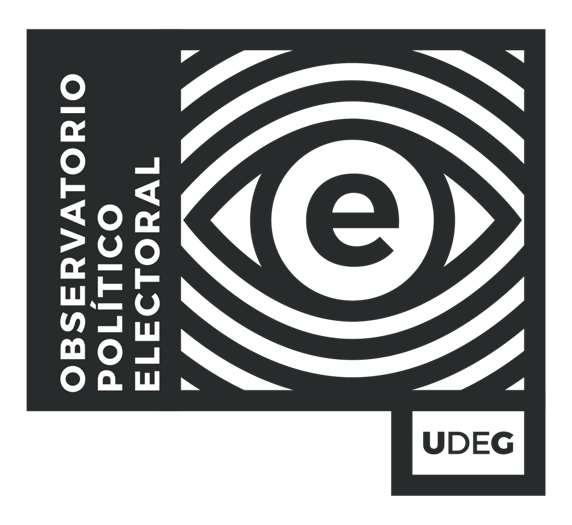 OBSERVATORIO
POLÍTICO
ELECTORAL
e
UDEG